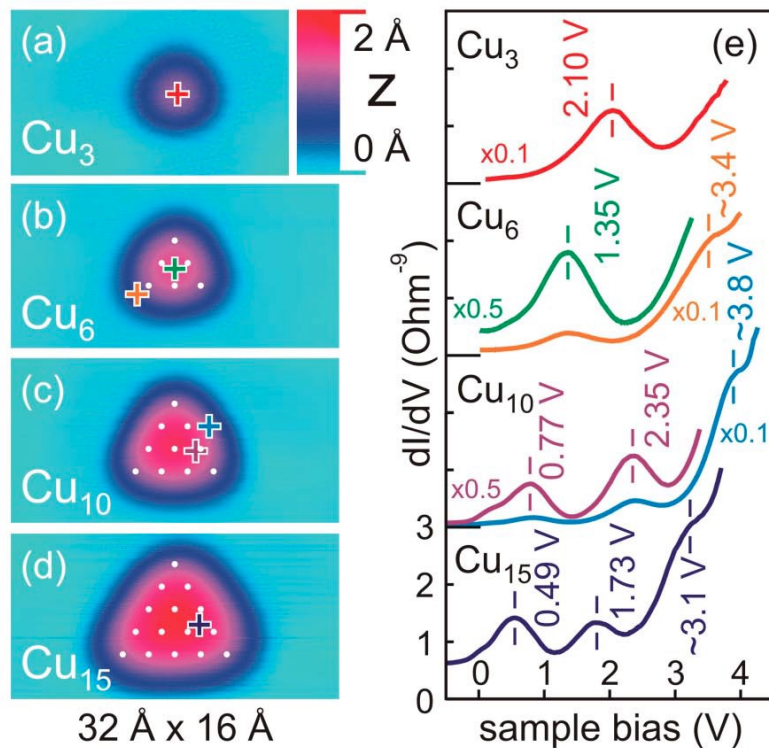 (a)
Cu3
2 Å
Z
0 Å
(b)
Cu6
(c)
Cu10
(d)
Cu15
32 Å x 16 Å
(e)
Cu3
2.10 V
x0.1
Cu6
1.35 V
~3.4 V
x0.5
x0.1
Cu10
0.77 V
2.35 V
~3.8 V
x0.5
x0.1
Cu15
0.49 V
1.73 V
~3.1 V
dI/dV (Ohm-9)
3
2
1
0
0 1 2 3 4
sample bias (V)